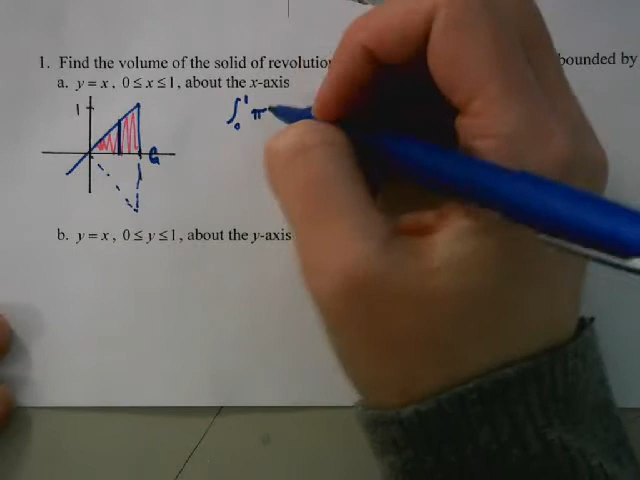 1. Find the volume of the solid of revolution bounded by
a. y = x, 0 ≤ x ≤ 1, about the x-axis
1
∫₀¹ π
b. y = x, 0 ≤ y ≤ 1, about the y-axis